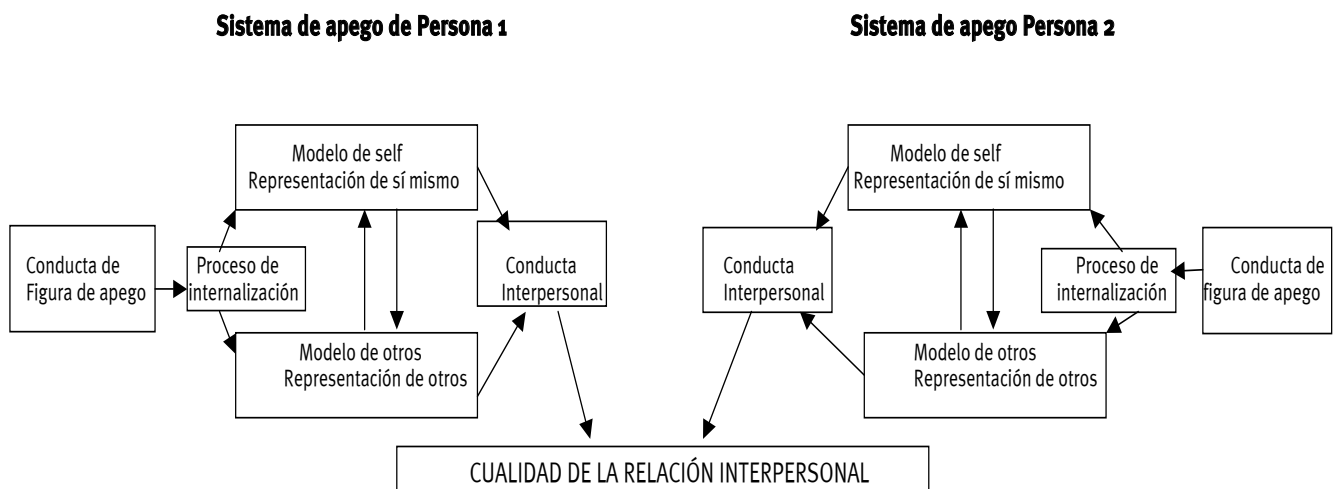 Sistema de apego de Persona 1
Sistema de apego Persona 2
Modelo de self
Representación de sí mismo
Conducta de
Figura de apego
Proceso de
internalización
Conducta
Interpersonal
Modelo de otros
Representación de otros
Modelo de self
Representación de sí mismo
Conducta
Interpersonal
Proceso de
internalización
Conducta de
figura de apego
Modelo de otros
Representación de otros
CUALIDAD DE LA RELACIÓN INTERPERSONAL